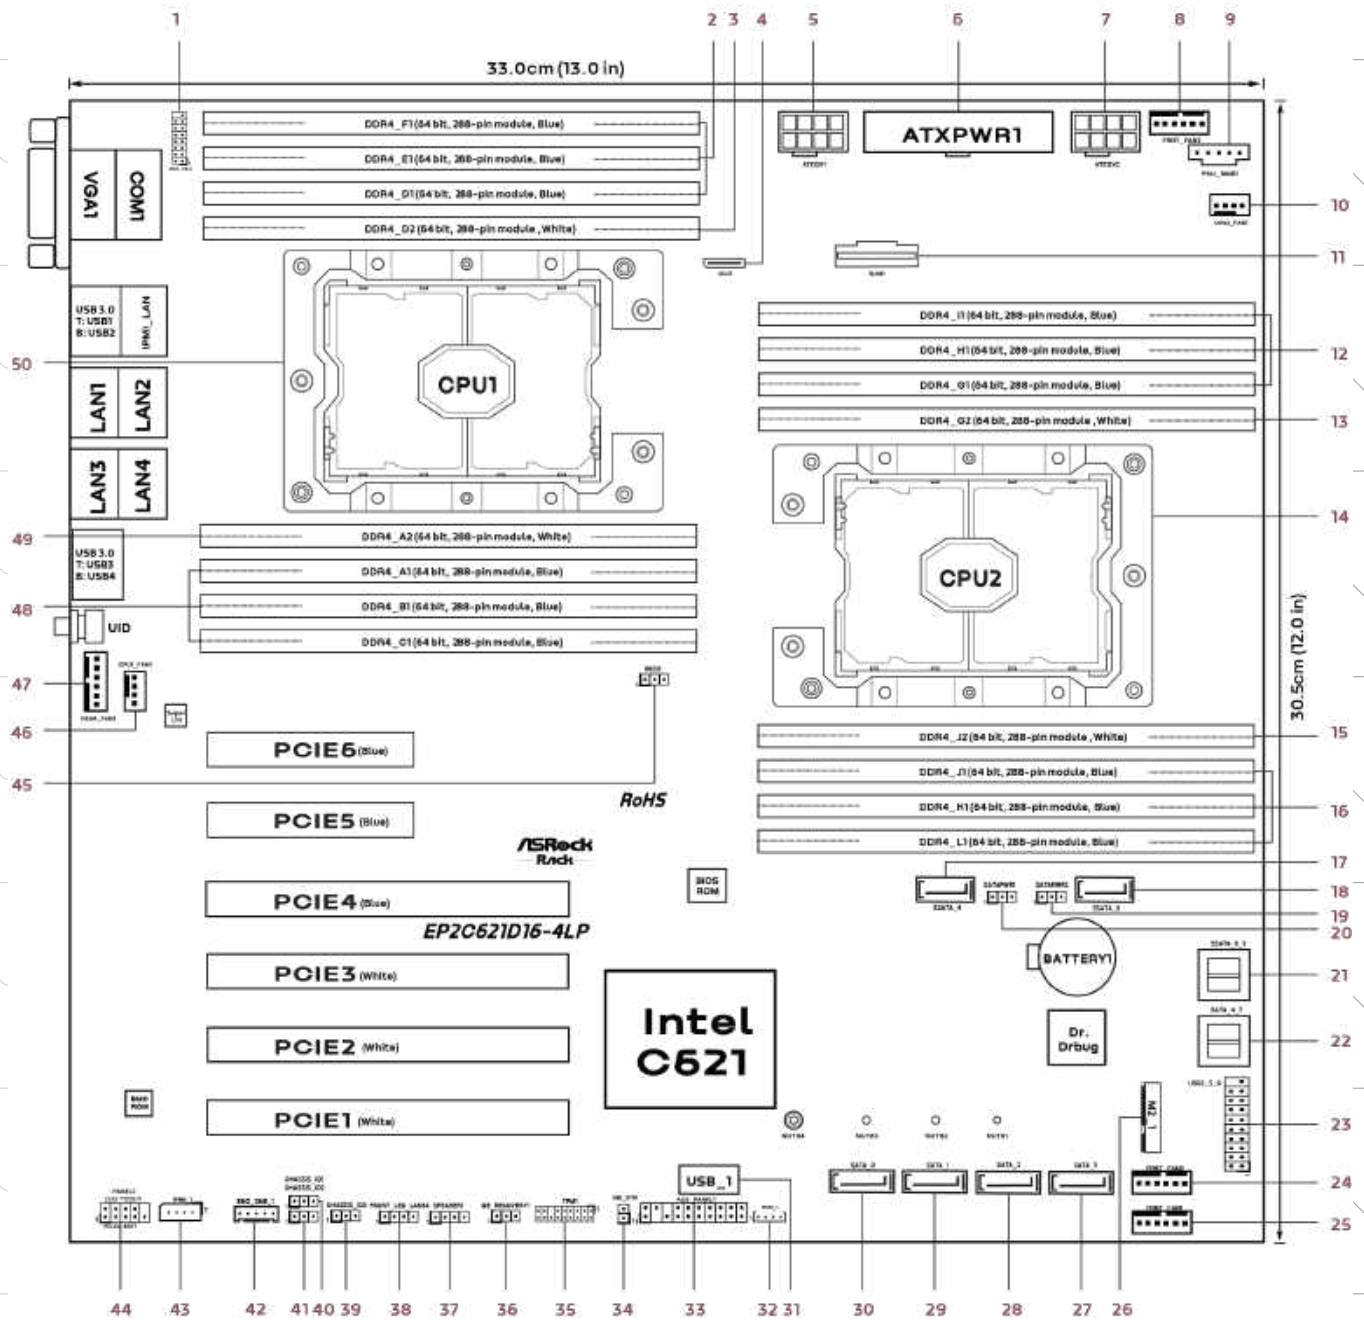 1 2 3 4 5 6 7 8 9
33.0cm (13.0 in)
DDR4_F1(64 bit, 288-pin module, Blue)
ATXPWR1
DDR4_E1(64 bit, 288-pin module, Blue)
VGA1
COM1
DDR4_D1(64 bit, 288-pin module, Blue)
10
DDR4_D2(64 bit, 288-pin module, White)
11
USB 3.0
T: USB1
B: USB2
IPMI_LAN
DDR4_I1(64 bit, 288-pin module, Blue)
DDR4_H1(64 bit, 288-pin module, Blue)
12
50
LAN1
LAN2
CPU1
DDR4_G1(64 bit, 288-pin module, Blue)
DDR4_G2(64 bit, 288-pin module, White)
13
LAN3
LAN4
14
49
DDR4_A2(64 bit, 288-pin module, White)
USB 3.0
T: USB3
B: USB4
DDR4_A1(64 bit, 288-pin module, Blue)
CPU2
48
DDR4_B1(64 bit, 288-pin module, Blue)
UID
DDR4_C1(64 bit, 288-pin module, Blue)
30.5cm (12.0 in)
47
46
PCIE6 (Blue)
DDR4_J2(64 bit, 288-pin module, White)
15
45
DDR4_J1(64 bit, 288-pin module, Blue)
RoHS
DDR4_K1(64 bit, 288-pin module, Blue)
16
PCIE5 (Blue)
ASRock
Rack
DDR4_L1(64 bit, 288-pin module, Blue)
17
BIOS
ROM
18
PCIE4 (Blue)
SSATA_4
19
EP2C621D16-4LP
20
BATTERY1
PCIE3 (White)
21
Intel
C621
Dr.
Drbug
PCIE2 (White)
22
BMC
ROM
M2_1
PCIE1 (White)
23
SATA_0
SATA_1
SATA_2
SATA_3
USB_1
24
25
44 43 42 41 40 39 38 37 36 35 34 33 32 31 30 29 28 27 26